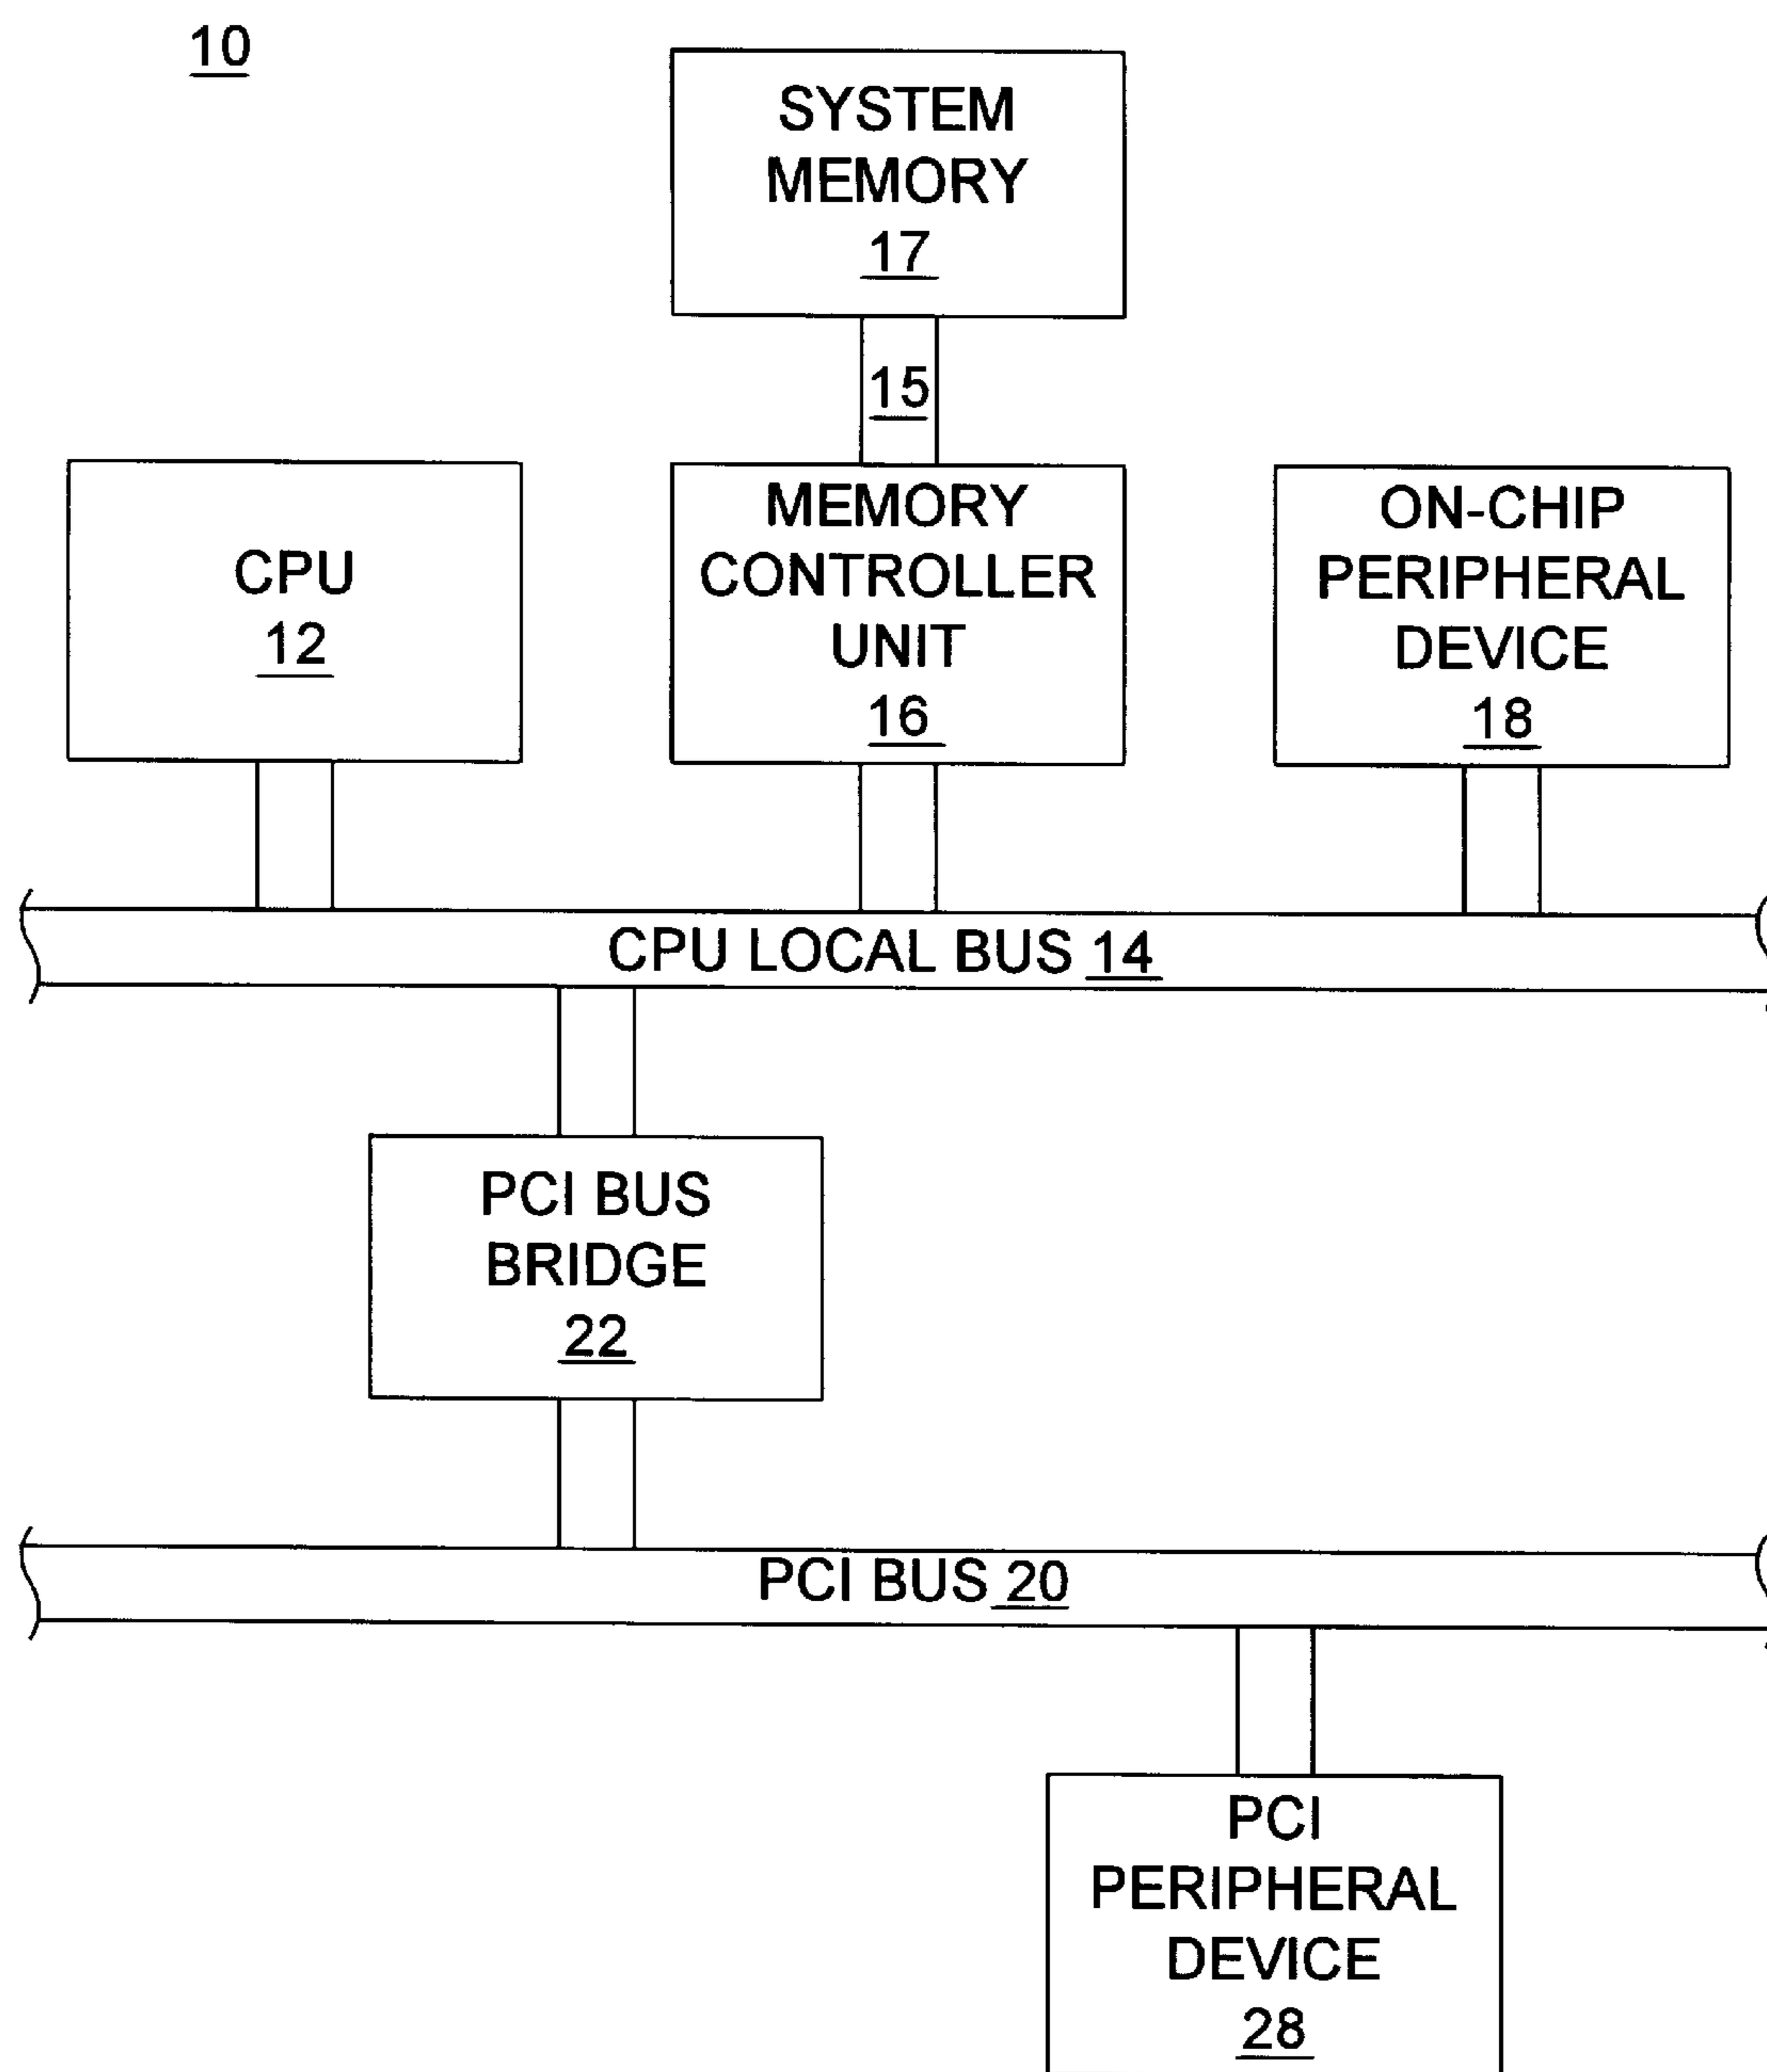 10
SYSTEM
MEMORY
17
15
CPU
12
MEMORY
CONTROLLER
UNIT
16
ON-CHIP
PERIPHERAL
DEVICE
18
CPU LOCAL BUS 14
PCI BUS
BRIDGE
22
PCI BUS 20
PCI
PERIPHERAL
DEVICE
28